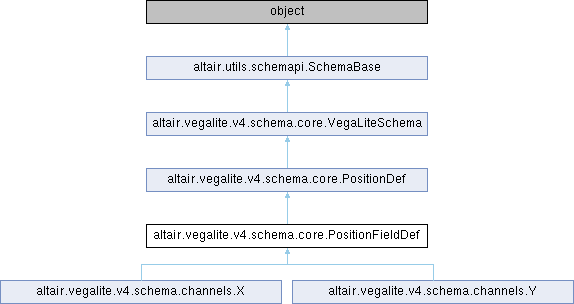 object
altair.utils.schemapi.SchemaBase
altair.vegalite.v4.schema.core.VegaLiteSchema
altair.vegalite.v4.schema.core.PositionDef
altair.vegalite.v4.schema.core.PositionFieldDef
altair.vegalite.v4.schema.channels.X
altair.vegalite.v4.schema.channels.Y